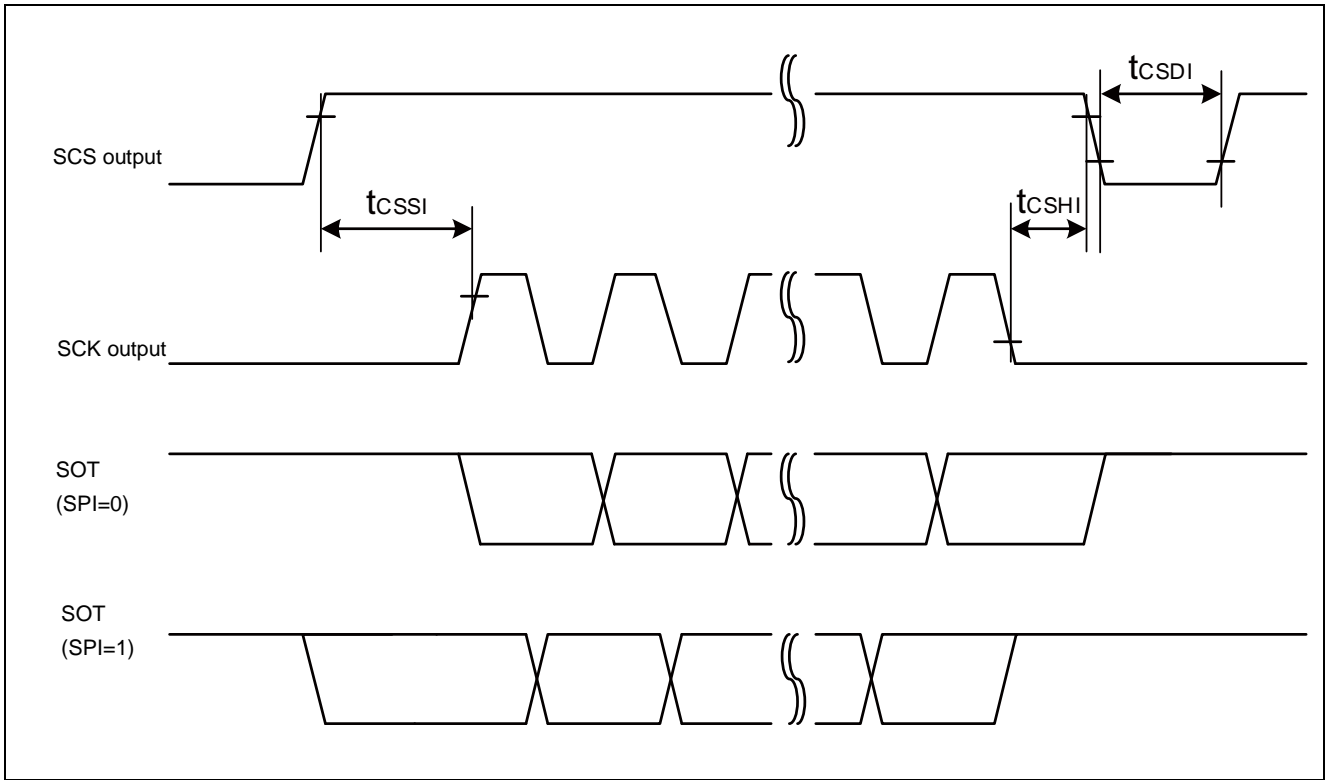 tCSDI
SCS output
tCSSI
tCSHI
SCK output
SOT
(SPI=0)
SOT
(SPI=1)